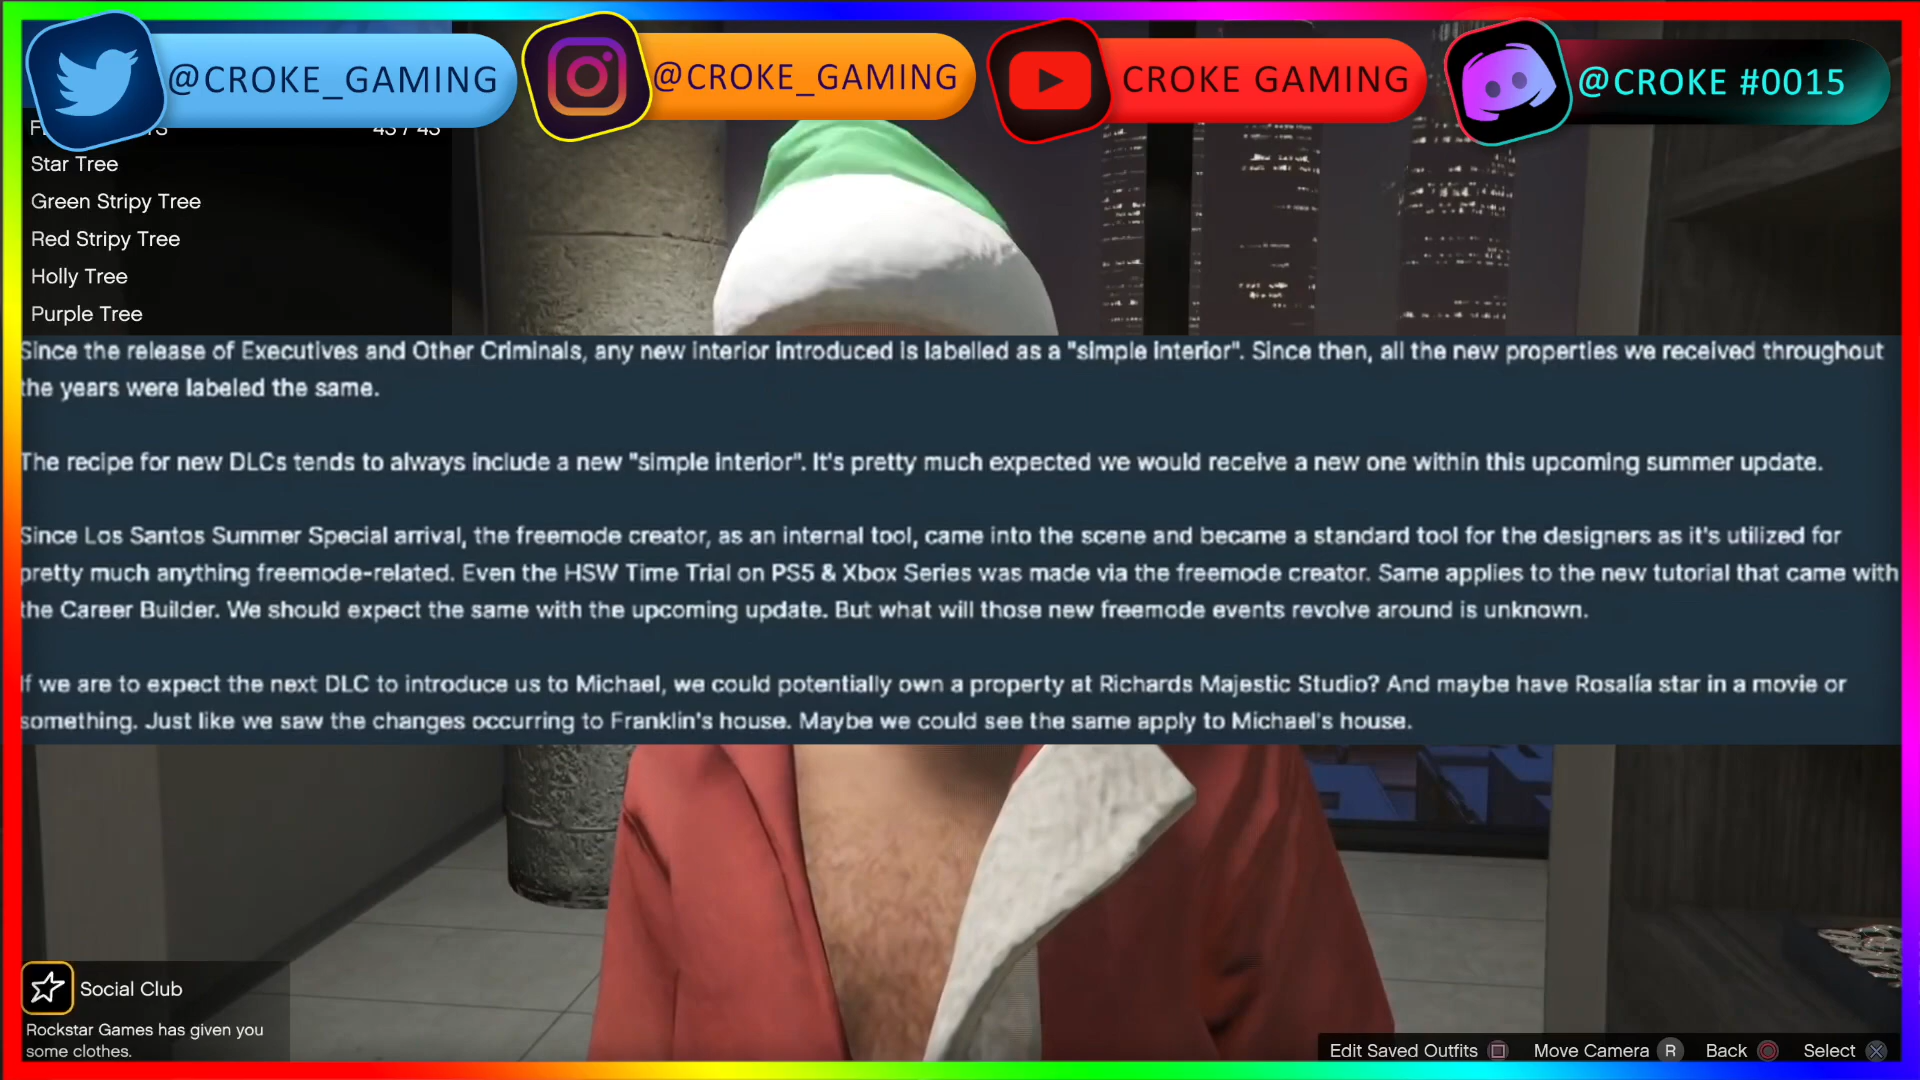 @CROKE_GAMING
@CROKE_GAMING
CROKE GAMING
@CROKE #0015
43 / 43
Star Tree
Green Stripy Tree
Red Stripy Tree
Holly Tree
Purple Tree
Since the release of Executives and Other Criminals, any new interior introduced is labelled as a "simple interior". Since then, all the new properties we received throughout
the years were labeled the same.
The recipe for new DLCs tends to always include a new "simple interior". It's pretty much expected we would receive a new one within this upcoming summer update.
Since Los Santos Summer Special arrival, the freemode creator, as an internal tool, came into the scene and became a standard tool for the designers as it's utilized for
pretty much anything freemode-related. Even the HSW Time Trial on PS5 & Xbox Series was made via the freemode creator. Same applies to the new tutorial that came with
the Career Builder. We should expect the same with the upcoming update. But what will those new freemode events revolve around is unknown.
If we are to expect the next DLC to introduce us to Michael, we could potentially own a property at Richards Majestic Studio? And maybe have Rosalía star in a movie or
something. Just like we saw the changes occurring to Franklin's house. Maybe we could see the same apply to Michael's house.
Social Club
Rockstar Games has given you
some clothes.
Edit Saved Outfits Move Camera R Back Select